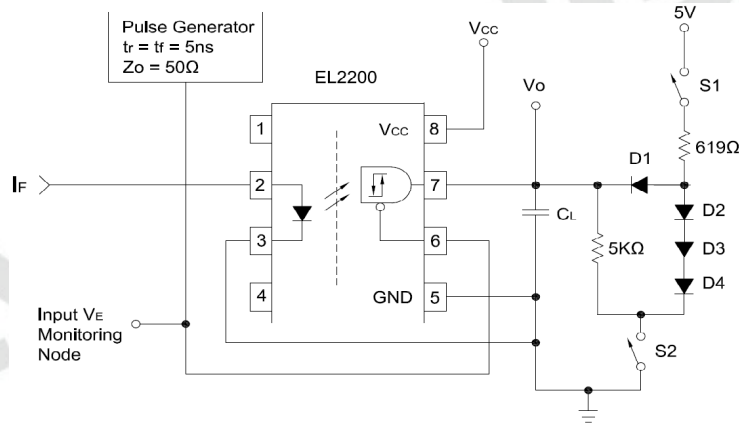 Pulse Generator
tr = tf = 5ns
Zo = 50Ω
EL2200
VCC
5V
S1
Vo
619Ω
D1
1
VCC
8
IF
2
7
D2
CL
5KΩ
D3
3
6
D4
4
GND
5
Input VE
Monitoring
Node
S2